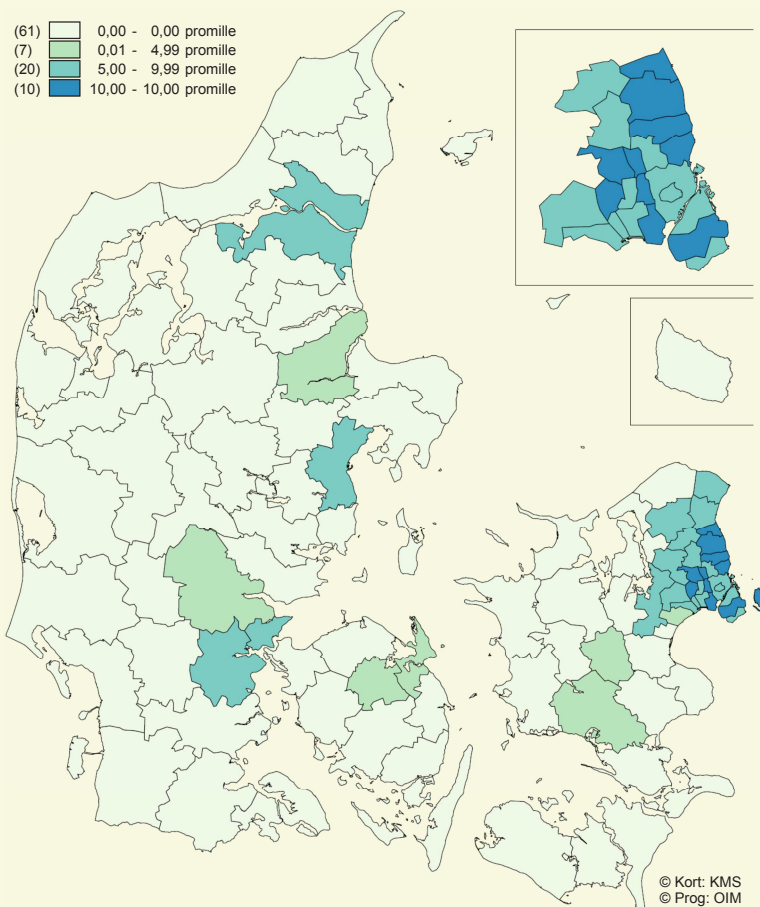 (61) 0,00 - 0,00 promille
(7) 0,01 - 4,99 promille
(20) 5,00 - 9,99 promille
(10) 10,00 - 10,00 promille
© Kort: KMS
© Prog: OIM